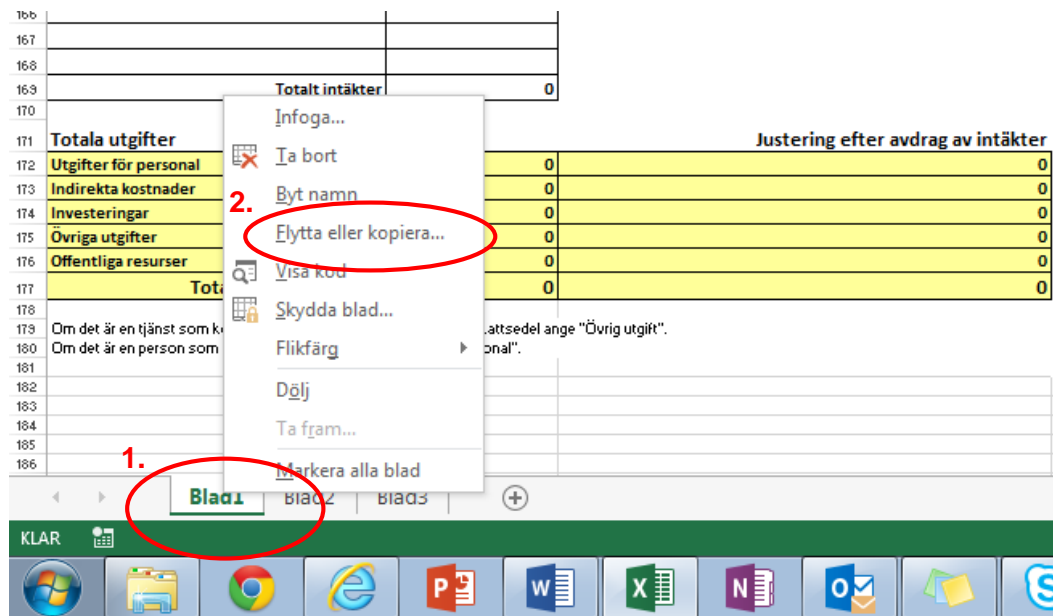 166
167
168
169 Totalt intäkter 0
170
Infoga...
171 Totala utgifter Justering efter avdrag av intäkter
Ta bort
172 Utgifter för personal 0 0
173 Indirekta kostnader 0 0
2. Byt namn
174 Investeringar 0 0
Flytta eller kopiera...
175 Övriga utgifter 0 0
176 Offentliga resurser 0 0
Visa kod
177 0 0
178
Skydda blad...
179 Om det är en tjänst som ange "Övrig utgift".
180 Om det är en person som
Flikfärg
181
182
Dölj
183
184
Ta fram...
185
186
1.
Markera alla blad
Blad1 Blad2 Blad3
KLAR
P W X N O S